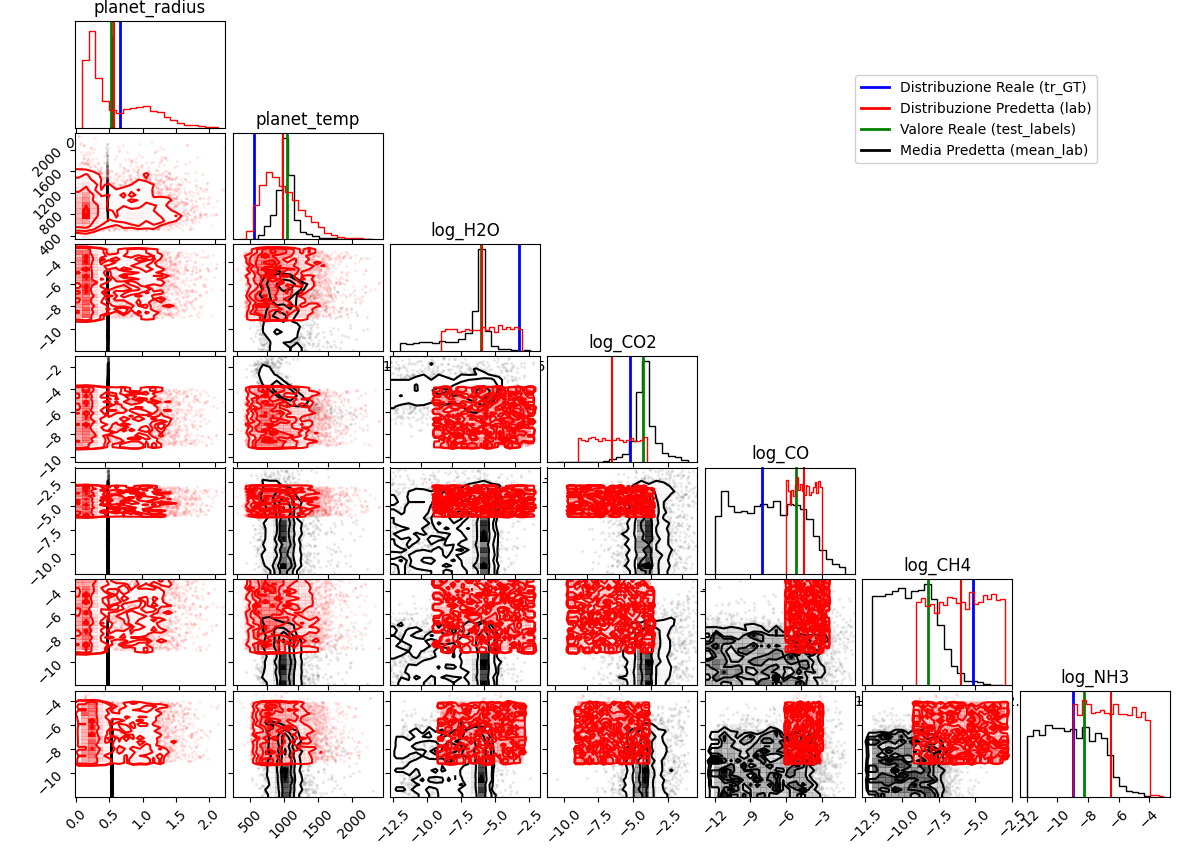 planet_radius
planet_temp
Distribuzione Reale (tr_GT)
Distribuzione Predetta (lab)
Valore Reale (test_labels)
Media Predetta (mean_lab)
log_H2O
log_CO2
log_CO
log_CH4
log_NH3
2000
1600
1200
800
400
−4
−6
−8
−10
−2
−4
−6
−8
−10
−2.5
−5.0
−7.5
−10.0
−4
−6
−8
−10
−4
−6
−8
−10
0.0 0.5 1.0 1.5 2.0 500 1000 1500 2000 −12.5 −10.0 −7.5 −5.0 −2.5 −10.0 −7.5 −5.0 −2.5 −12 −9 −6 −3 −12.5 −10.0 −7.5 −5.0 −2.5 −12 −10 −8 −6 −4